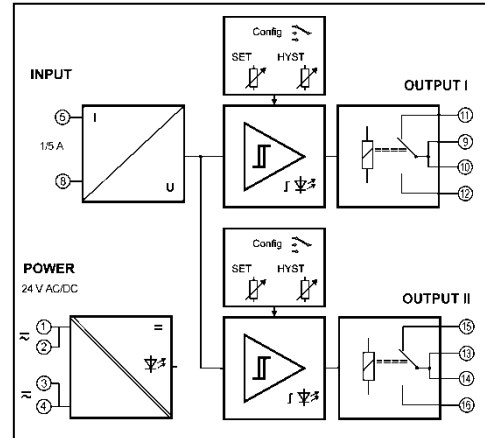 Config
SET HYST
INPUT
OUTPUT I
I
U
1/5 A
5
8
11
9
10
12
Config
SET HYST
POWER
24 V AC/DC
OUTPUT II
1
2
3
4
=
15
13
14
16